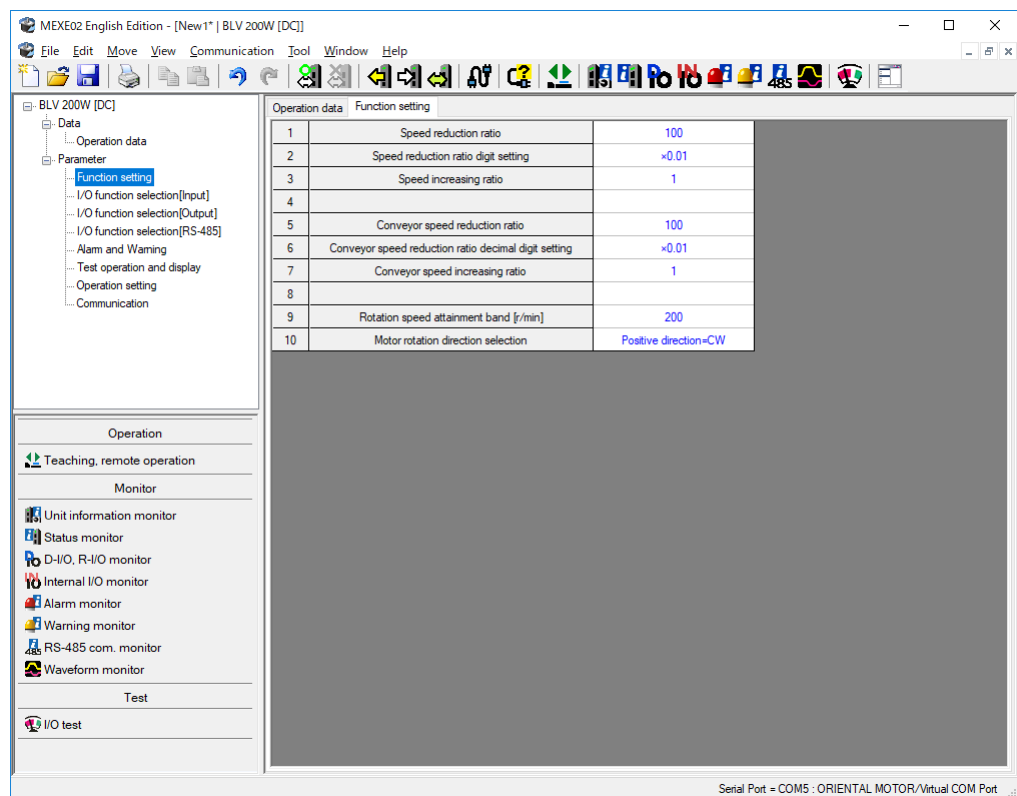 MEXE02 English Edition - [New1* | BLV 200W [DC]]
File Edit Move View Communication Tool Window Help
BLV 200W [DC]
Data
Operation data
Parameter
Function setting
I/O function selection[Input]
I/O function selection[Output]
I/O function selection[RS-485]
Alarm and Warning
Test operation and display
Operation setting
Communication
Operation
Teaching, remote operation
Monitor
Unit information monitor
Status monitor
D-I/O, R-I/O monitor
Internal I/O monitor
Alarm monitor
Warning monitor
RS-485 com. monitor
Waveform monitor
Test
I/O test
Operation data Function setting
1 Speed reduction ratio 100
2 Speed reduction ratio digit setting ×0.01
3 Speed increasing ratio 1
4
5 Conveyor speed reduction ratio 100
6 Conveyor speed reduction ratio decimal digit setting ×0.01
7 Conveyor speed increasing ratio 1
8
9 Rotation speed attainment band [r/min] 200
10 Motor rotation direction selection Positive direction=CW
Serial Port = COM5 : ORIENTAL MOTOR/Virtual COM Port